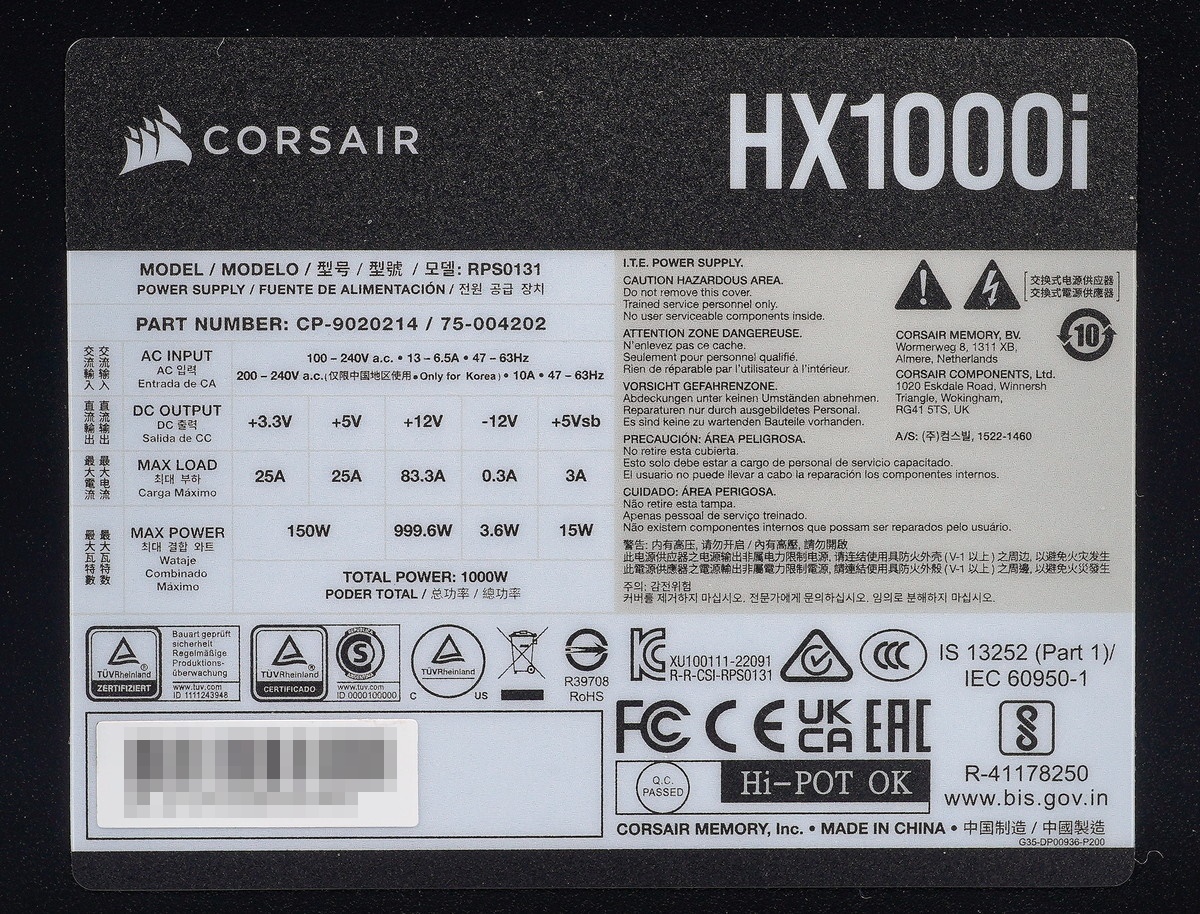 CORSAIR
HX1000i
MODEL / MODELO / 型号 / 型號 / 모델: RPS0131
POWER SUPPLY / FUENTE DE ALIMENTACIÓN / 전원 공급 장치
PART NUMBER: CP-9020214 / 75-004202
交流输入
交流輸入
AC INPUT
AC 입력
Entrada de CA
100 – 240V a.c. • 13 – 6.5A • 47 – 63Hz
200 – 240V a.c.(仅限中国地区使用 • Only for Korea) • 10A • 47 – 63Hz
直流輸出
直流输出
DC OUTPUT
DC 출력
Salida de CC
+3.3V +5V +12V -12V +5Vsb
最大電流
最大电流
MAX LOAD
최대 부하
Carga Máximo
25A 25A 83.3A 0.3A 3A
最大瓦特數
最大瓦特数
MAX POWER
최대 결합 와트
Wataje
Combinado
Máximo
150W 999.6W 3.6W 15W
TOTAL POWER: 1000W
PODER TOTAL / 总功率 / 總功率
I.T.E. POWER SUPPLY.
CAUTION HAZARDOUS AREA.
Do not remove this cover.
Trained service personnel only.
No user serviceable components inside.
ATTENTION ZONE DANGEREUSE.
N'enlevez pas ce cache.
Seulement pour personnel qualifié.
Rien de réparable par l'utilisateur à l'intérieur.
VORSICHT GEFAHRENZONE.
Abdeckungen unter keinen Umständen abnehmen.
Reparaturen nur durch ausgebildetes Personal.
Es sind keine zu wartenden Bauteile vorhanden.
PRECAUCIÓN: ÁREA PELIGROSA.
No retire esta cubierta.
Esto solo debe estar a cargo de personal de servicio capacitado.
El usuario no puede llevar a cabo la reparación los componentes internos.
CUIDADO: ÁREA PERIGOSA.
Não retire esta tampa.
Apenas pessoal de serviço treinado.
Não existem componentes internos que possam ser reparados pelo usuário.
警告: 内有高压, 请勿开启 / 內有高壓, 請勿開啟
此电源供应器之电源输出非属电力限制电源, 请连结使用具防火外壳 ( V-1 以上 ) 之周边, 以避免火灾发生
此電源供應器之電源輸出非屬電力限制電源, 請連結使用具防火外殼 ( V-1 以上 ) 之周邊, 以避免火災發生
주의: 감전위험
커버를 제거하지 마십시오. 전문가에게 문의하십시오. 임의로 분해하지 마십시오.
交换式电源供应器
交換式電源供應器
10
CORSAIR MEMORY, BV.
Wormerweg 8, 1311 XB,
Almere, Netherlands
CORSAIR COMPONENTS, Ltd.
1020 Eskdale Road, Winnersh
Triangle, Wokingham,
RG41 5TS, UK
A/S: (주)컴스빌, 1522-1460
TÜVRheinland
ZERTIFIZIERT
Bauart geprüft
sicherheit
Regelmäßige
Produktions-
überwachung
www.tuv.com
ID 1111243948
TÜVRheinland
CERTIFICADO
REPUBLICA
S
ARGENTINA
www.tuv.com
ID 0000100000
TÜVRheinland
C US
R39708
RoHS
XU100111-22091
R-R-CSI-RPS0131
CCC
IS 13252 (Part 1)/
IEC 60950-1
FC CE UK
CA EAC
R-41178250
www.bis.gov.in
Q.C.
PASSED
Hi-POT OK
CORSAIR MEMORY, Inc. • MADE IN CHINA • 中国制造 / 中國製造
G35-DP00936-P200